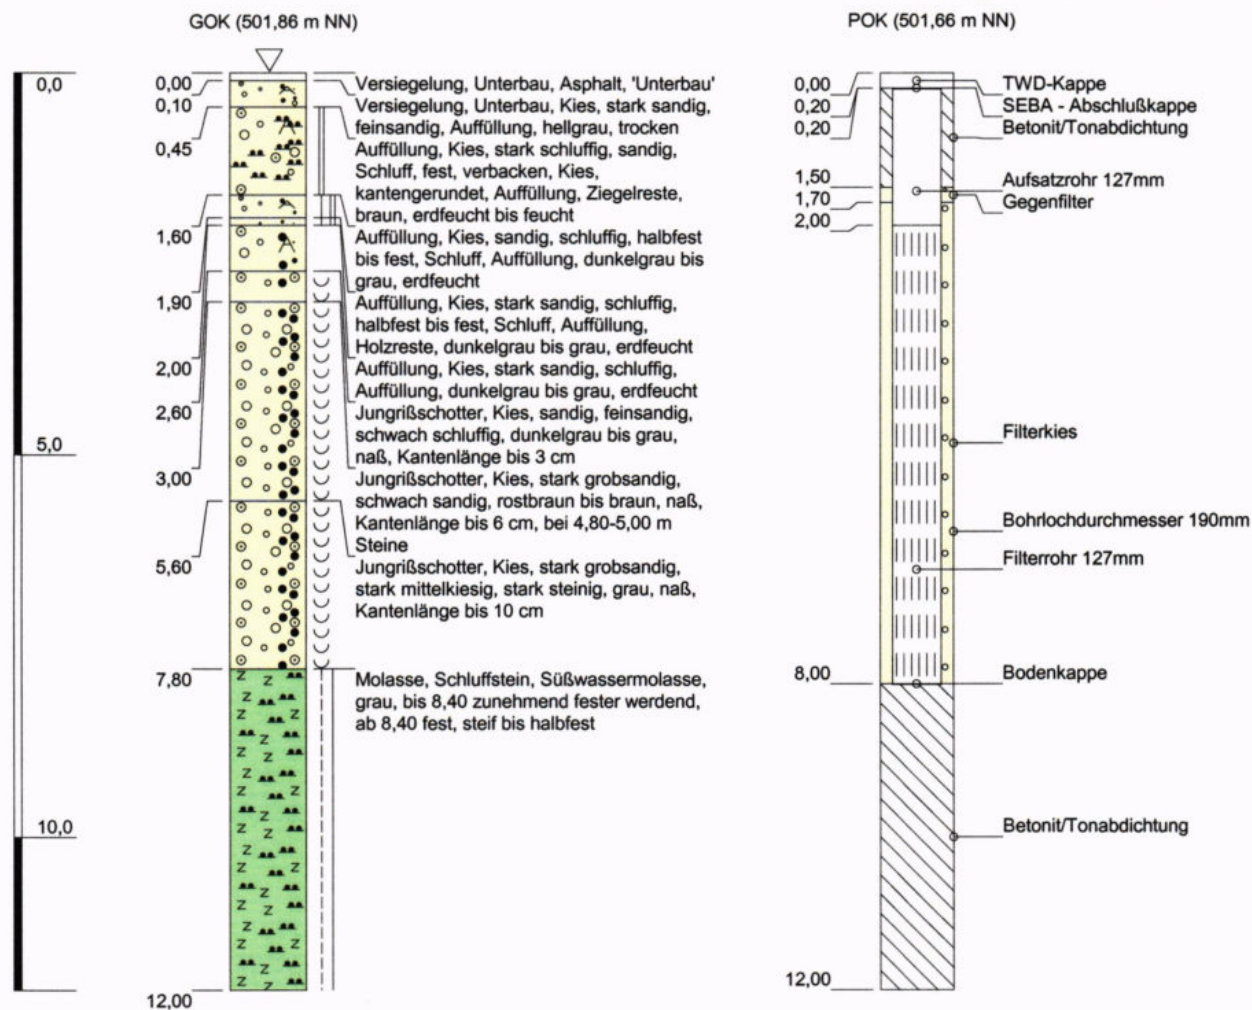 GOK (501,86 m NN)
0,0
5,0
10,0
0,00
0,10
0,45
1,60
1,90
2,00
2,60
3,00
5,60
7,80
12,00
Versiegelung, Unterbau, Asphalt, 'Unterbau'
Versiegelung, Unterbau, Kies, stark sandig,
feinsandig, Auffüllung, hellgrau, trocken
Auffüllung, Kies, stark schluffig, sandig,
Schluff, fest, verbacken, Kies,
kantengerundet, Auffüllung, Ziegelreste,
braun, erdfeucht bis feucht
Auffüllung, Kies, sandig, schluffig, halbfest
bis fest, Schluff, Auffüllung, dunkelgrau bis
grau, erdfeucht
Auffüllung, Kies, stark sandig, schluffig,
halbfest bis fest, Schluff, Auffüllung,
Holzreste, dunkelgrau bis grau, erdfeucht
Auffüllung, Kies, stark sandig, schluffig,
Auffüllung, dunkelgrau bis grau, erdfeucht
Jungrißschotter, Kies, sandig, feinsandig,
schwach schluffig, dunkelgrau bis grau,
naß, Kantenlänge bis 3 cm
Jungrißschotter, Kies, stark grobsandig,
schwach sandig, rostbraun bis braun, naß,
Kantenlänge bis 6 cm, bei 4,80-5,00 m
Steine
Jungrißschotter, Kies, stark grobsandig,
stark mittelkiesig, stark steinig, grau, naß,
Kantenlänge bis 10 cm
Molasse, Schluffstein, Süßwassermolasse,
grau, bis 8,40 zunehmend fester werdend,
ab 8,40 fest, steif bis halbfest
POK (501,66 m NN)
0,00
0,20
0,20
1,50
1,70
2,00
8,00
12,00
TWD-Kappe
SEBA - Abschlußkappe
Betonit/Tonabdichtung
Aufsatzrohr 127mm
Gegenfilter
Filterkies
Bohrlochdurchmesser 190mm
Filterrohr 127mm
Bodenkappe
Betonit/Tonabdichtung